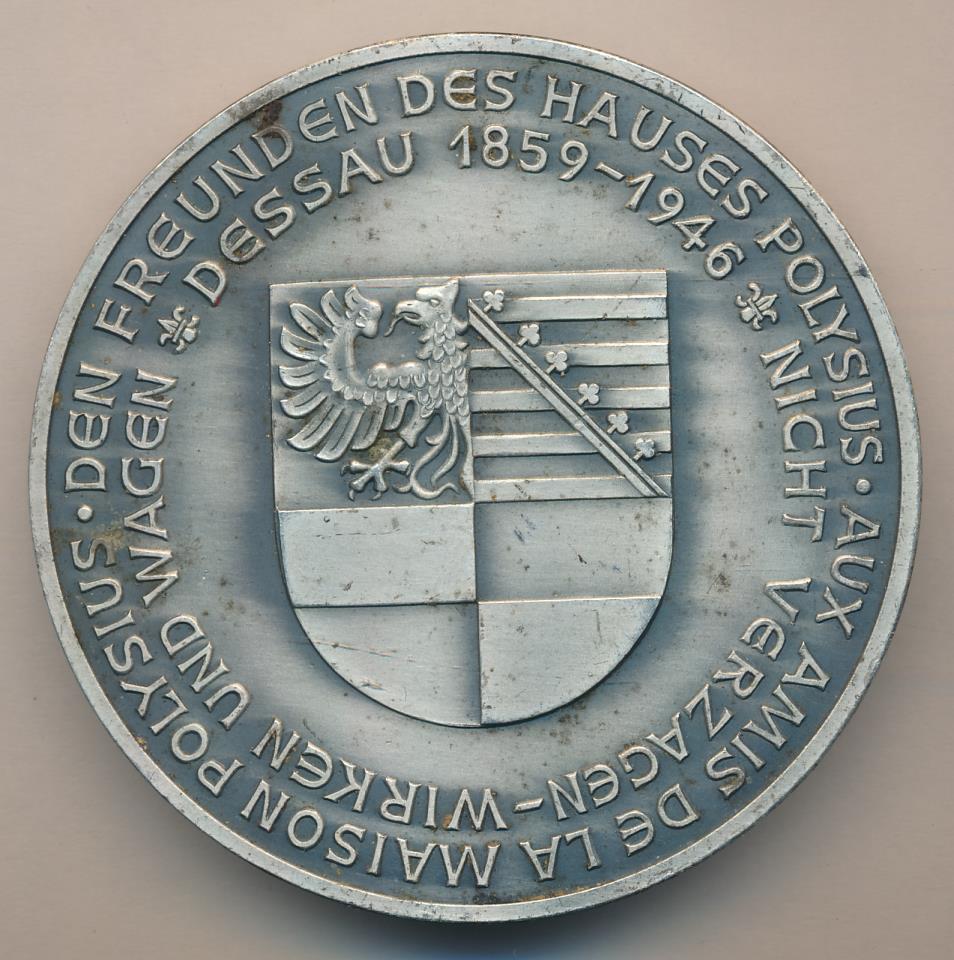 DEN FREUNDEN DES HAUSES POLYSIUS · AUX AMIS DE LA MAISON POLYSIUS ·
DESSAU 1859–1946
NICHT VERZAGEN–WIRKEN UND WAGEN